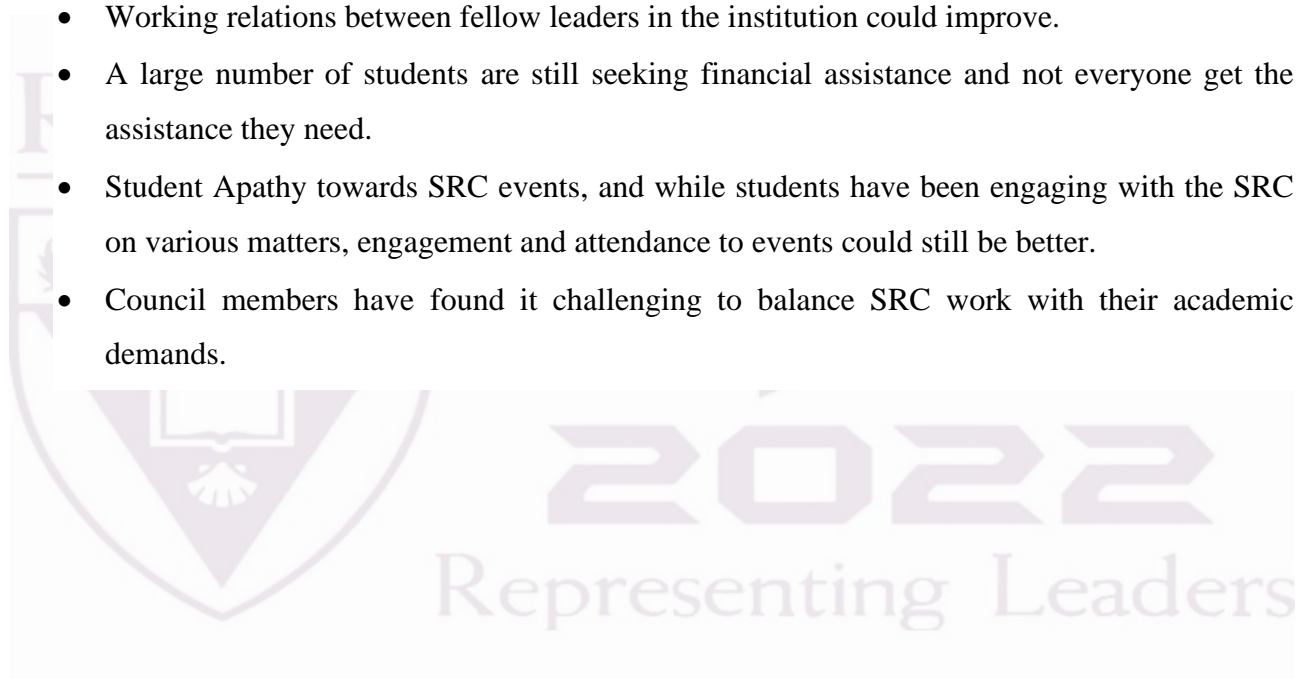 • Working relations between fellow leaders in the institution could improve.
• A large number of students are still seeking financial assistance and not everyone get the
assistance they need.
• Student Apathy towards SRC events, and while students have been engaging with the SRC
on various matters, engagement and attendance to events could still be better.
• Council members have found it challenging to balance SRC work with their academic
demands.
2022
Representing Leaders